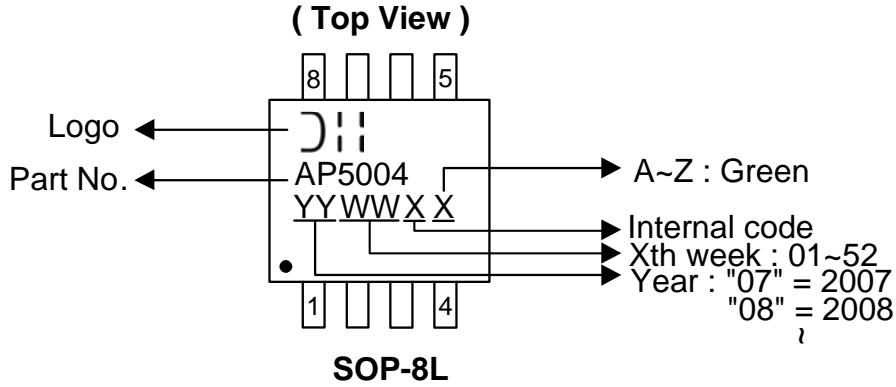 ( Top View )
8 5
Logo
Part No.
AP5004
YY WW X X
A~Z : Green
Internal code
Xth week : 01~52
Year : "07" = 2007
"08" = 2008
~
1 4
SOP-8L